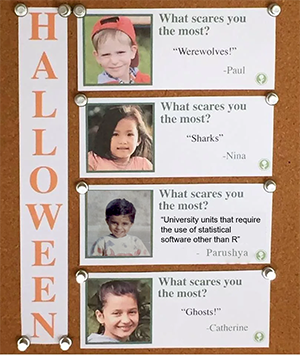 HALLOWEEN
What scares you
the most?
"Werewolves!"
-Paul
What scares you
the most?
"Sharks"
-Nina
What scares you
the most?
"University units that require
the use of statistical
software other than R"
- Parushya
What scares you
the most?
"Ghosts!"
-Catherine